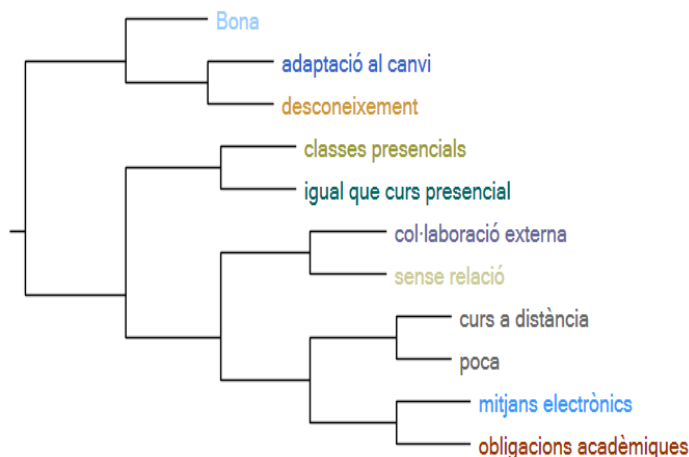 Bona
adaptació al canvi
desconeixement
classes presencials
igual que curs presencial
col·laboració externa
sense relació
curs a distància
poca
mitjans electrònics
obligacions acadèmiques